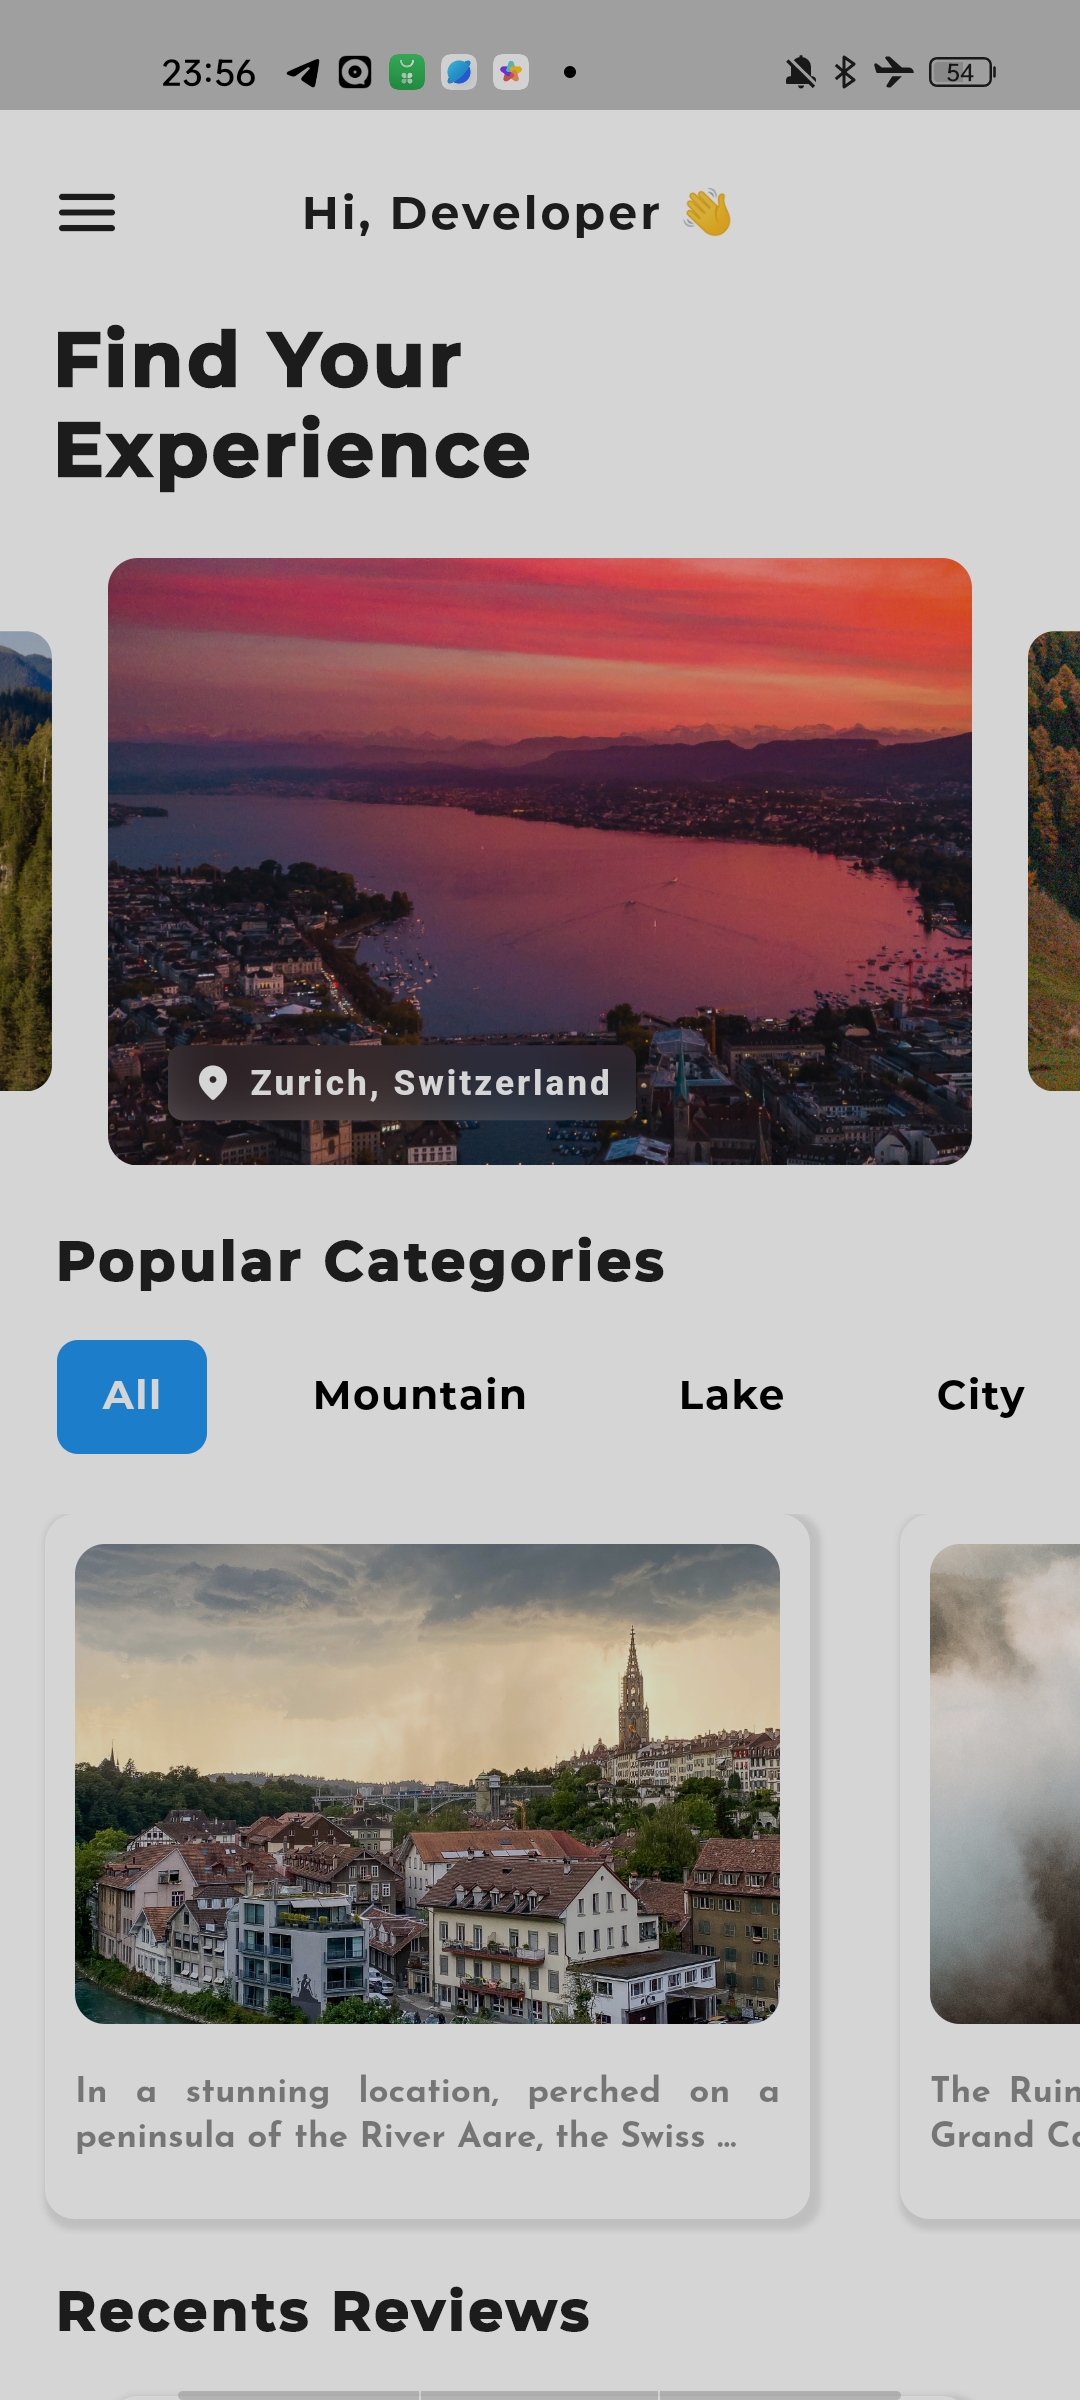 23:56
54
Hi, Developer 👋
Find Your
Experience
Zurich, Switzerland
Popular Categories
All
Mountain
Lake
City
In a stunning location, perched on a
peninsula of the River Aare, the Swiss ...
The Ruin
Grand Ca
Recents Reviews